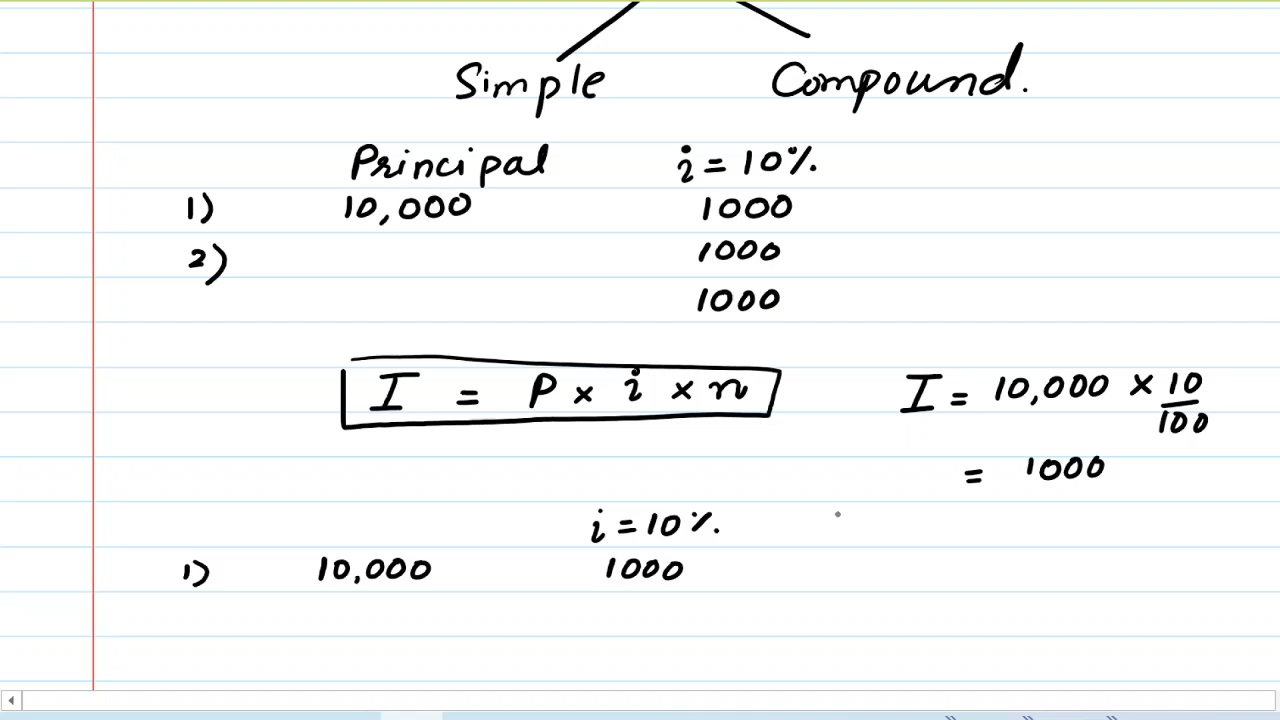 Simple Compound.
Principal i = 10%.
1) 10,000 1000
2) 1000
1000
I = P × i × n
I = 10,000 × 10/100
= 1000
i = 10%.
1) 10,000 1000